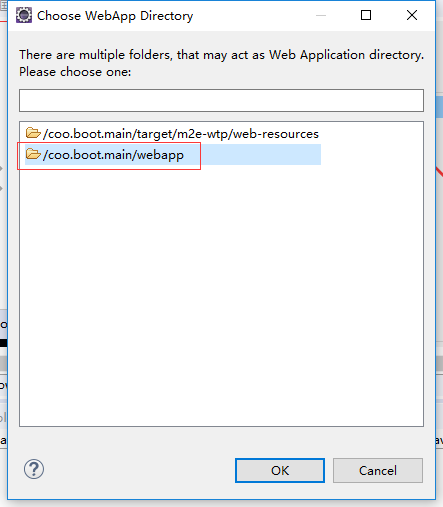 Choose WebApp Directory
There are multiple folders, that may act as Web Application directory.
Please choose one:
/coo.boot.main/target/m2e-wtp/web-resources
/coo.boot.main/webapp
OK
Cancel